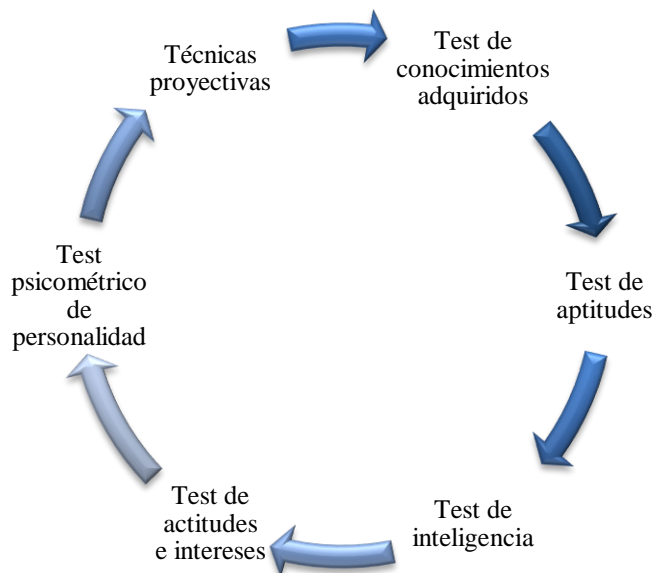 Técnicas
proyectivas
Test de
conocimientos
adquiridos
Test de
aptitudes
Test de
inteligencia
Test de
actitudes
e intereses
Test
psicométrico
de
personalidad